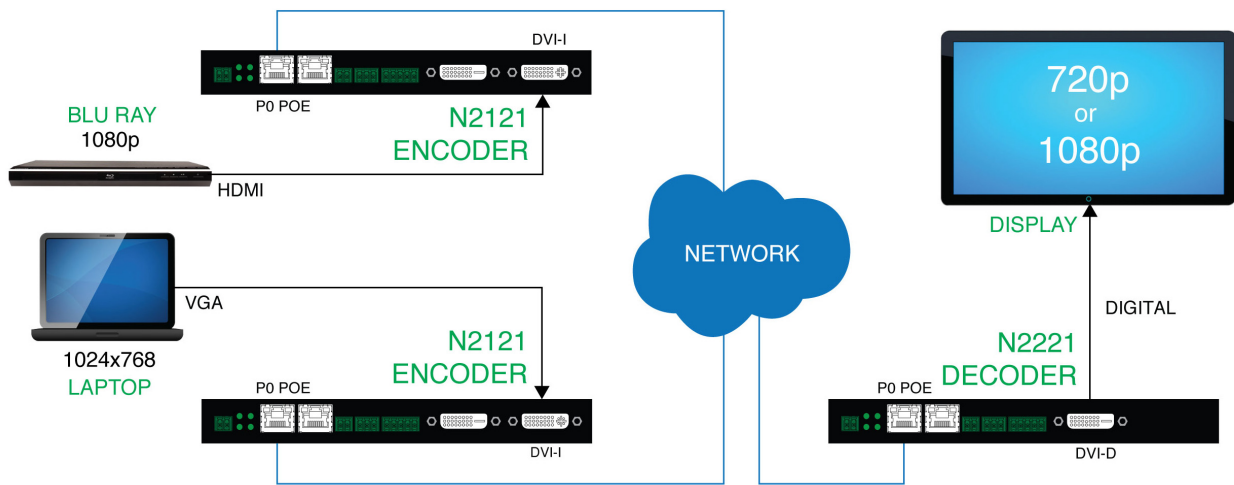 DVI-I
P0 POE
N2121
ENCODER
BLU RAY
1080p
HDMI
VGA
1024x768
LAPTOP
N2121
ENCODER
P0 POE
DVI-I
NETWORK
720p
or
1080p
DISPLAY
DIGITAL
N2221
DECODER
P0 POE
DVI-D